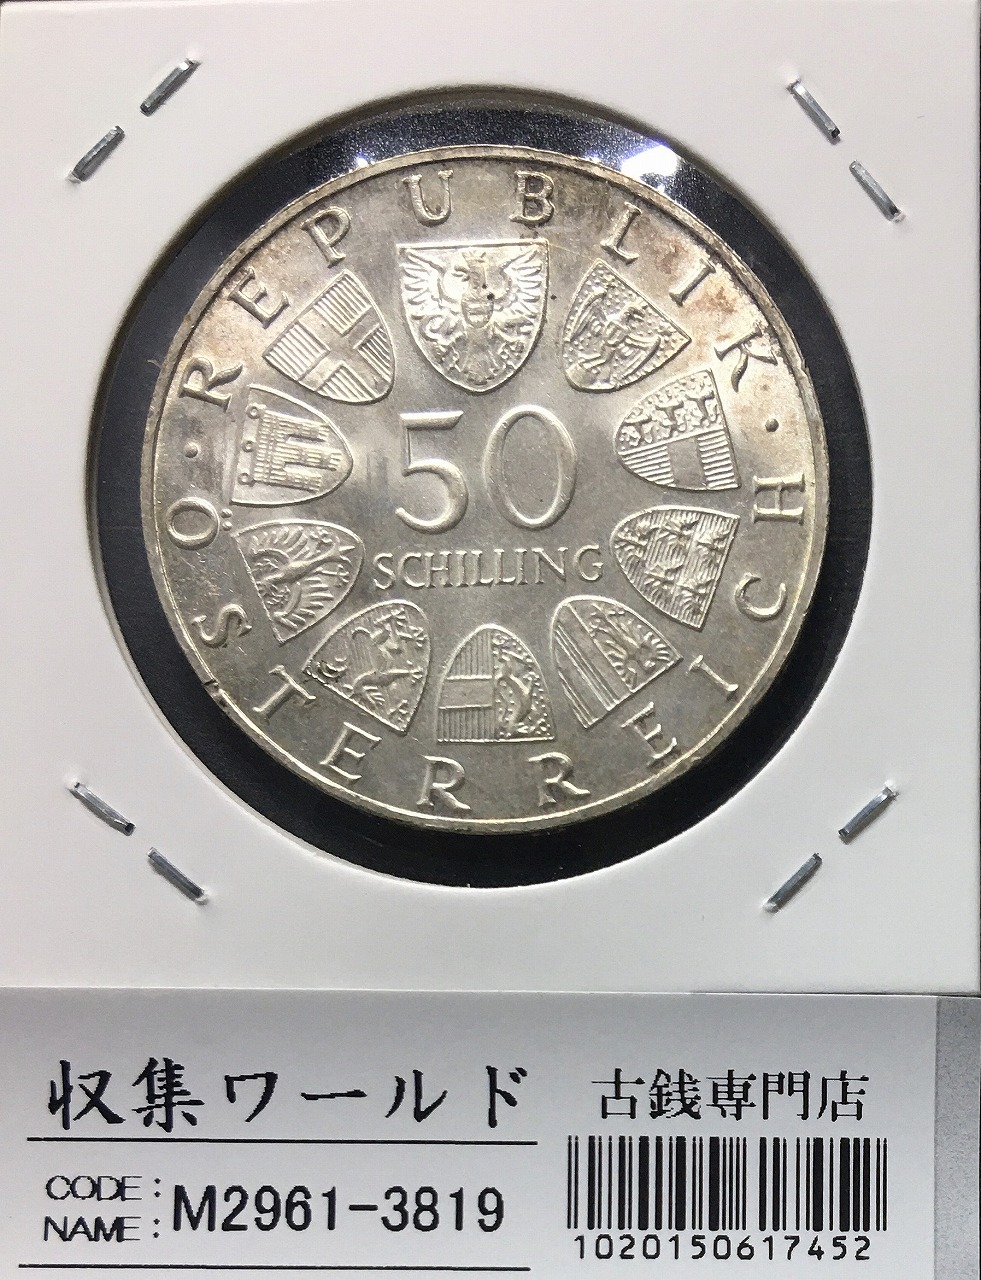 REPUBLIK · ÖSTERREICH ·
50
SCHILLING
収集ワールド
古銭専門店
CODE:
NAME:
M2961-3819
1020150617452